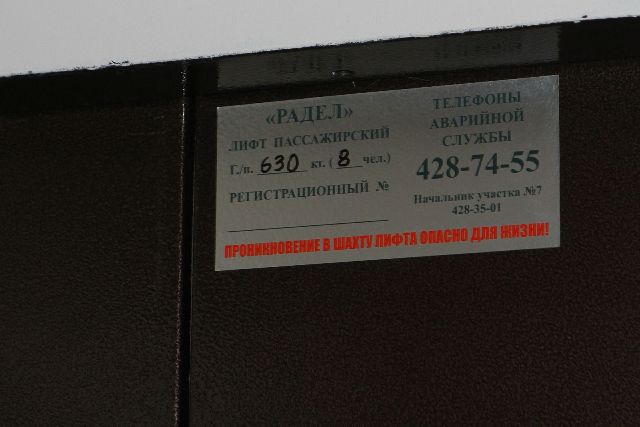 «РАДЕЛ»
ЛИФТ ПАССАЖИРСКИЙ
Г./п. 630 кг. ( 8 чел.)
РЕГИСТРАЦИОННЫЙ №
ТЕЛЕФОНЫ
АВАРИЙНОЙ
СЛУЖБЫ
428-74-55
Начальник участка №7
428-35-01
ПРОНИКНОВЕНИЕ В ШАХТУ ЛИФТА ОПАСНО ДЛЯ ЖИЗНИ!